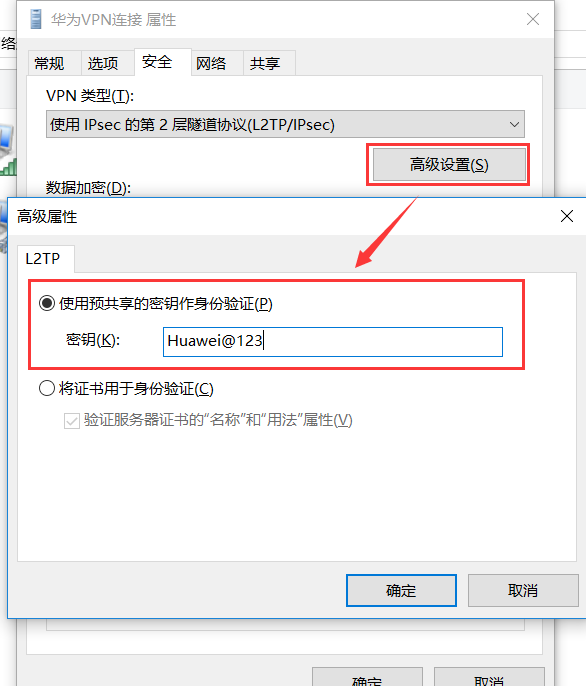 华为VPN连接 属性
络
常规 选项 安全 网络 共享
VPN 类型(T):
使用 IPsec 的第 2 层隧道协议(L2TP/IPsec)
高级设置(S)
数据加密(D):
高级属性
L2TP
使用预共享的密钥作身份验证(P)
密钥(K): Huawei@123
将证书用于身份验证(C)
验证服务器证书的“名称”和“用法”属性(V)
确定 取消
确定 取消